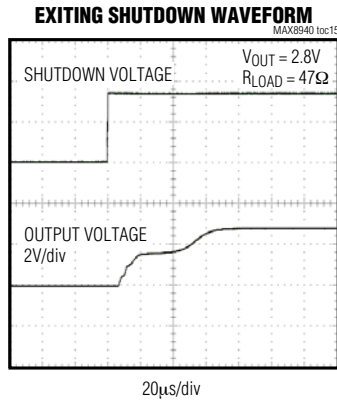 EXITING SHUTDOWN WAVEFORM
MAX8940 toc15
SHUTDOWN VOLTAGE
VOUT = 2.8V
RLOAD = 47Ω
OUTPUT VOLTAGE
2V/div
20µs/div